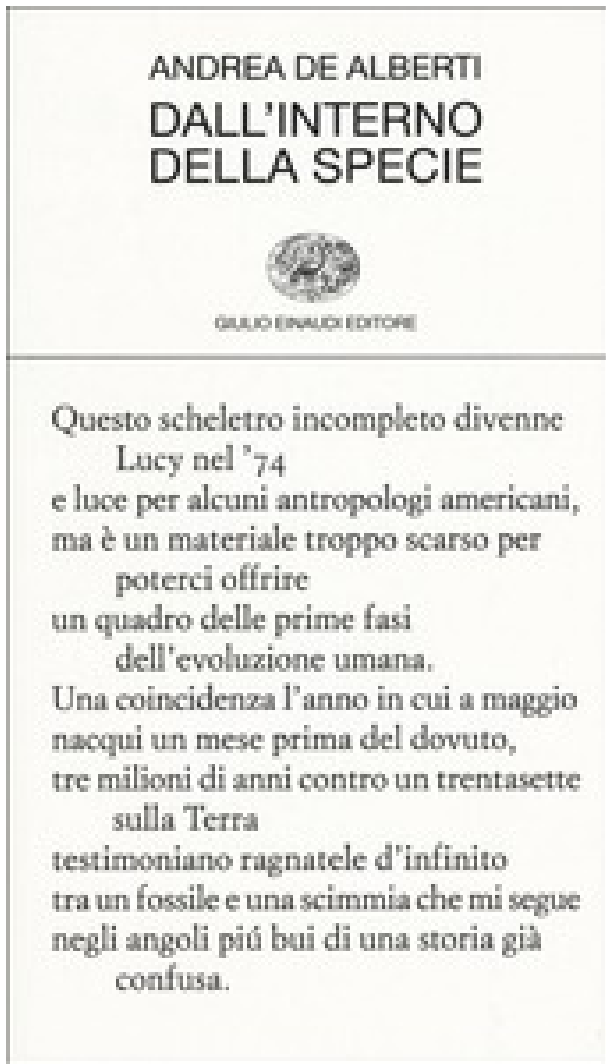 ANDREA DE ALBERTI
DALL'INTERNO
DELLA SPECIE
GIULIO EINAUDI EDITORE
Questo scheletro incompleto divenne
Lucy nel '74
e luce per alcuni antropologi americani,
ma è un materiale troppo scarso per
poterci offrire
un quadro delle prime fasi
dell'evoluzione umana.
Una coincidenza l'anno in cui a maggio
nacqui un mese prima del dovuto,
tre milioni di anni contro un trentasette
sulla Terra
testimoniano ragnatele d'infinito
tra un fossile e una scimmia che mi segue
negli angoli piú bui di una storia già
confusa.